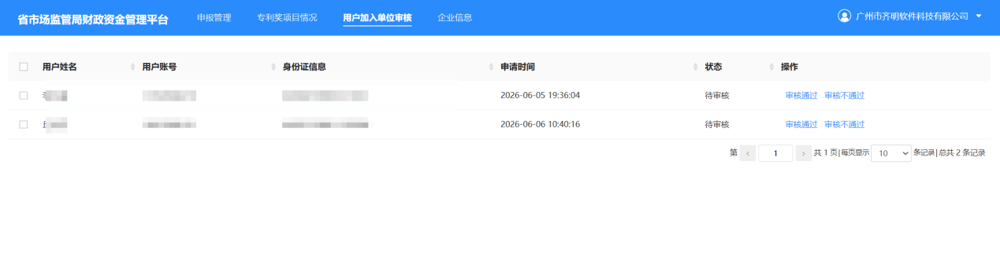 省市场监管局财政资金管理平台 申报管理 专利奖项目情况 用户加入单位审核 企业信息 广州市齐明软件科技有限公司
用户姓名 用户账号 身份证信息 申请时间 状态 操作
2026-06-05 19:36:04 待审核 审核通过 审核不通过
2026-06-06 10:40:16 待审核 审核通过 审核不通过
第 1 共 1 页|每页显示 10 条记录|总共 2 条记录